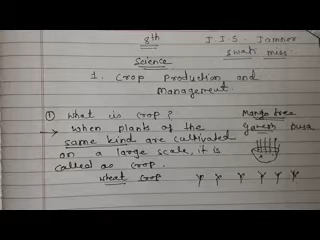 8th
J.I.S. Jamner
Swati miss.
Science
1. Crop Production and
Management.
① What is crop?
Mango tree
→ When plants of the
same kind are cultivated
on a large scale, it is
called as crop.
Wheat crop